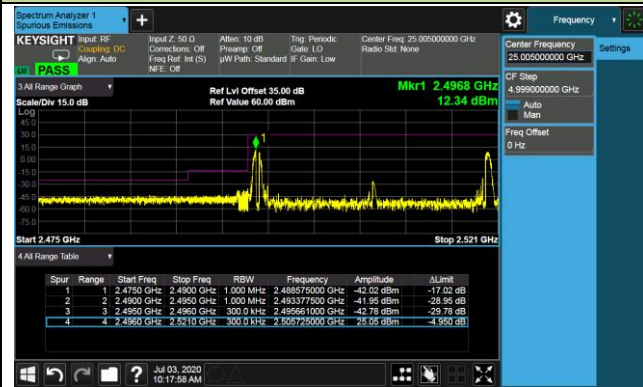 Spectrum Analyzer 1
Spurious Emissions
Frequency
KEYSIGHT
Input: RF
Coupling: DC
Align: Auto
Input Z: 50 Ω
Corrections: Off
Freq Ref: Int (S)
NFE: Off
Atten: 10 dB
Preamp: Off
µW Path: Standard
Trig: Periodic
Gate: LO
IF Gain: Low
Center Freq: 25.005000000 GHz
Radio Std: None
PASS
Center Frequency
25.005000000 GHz
Settings
CF Step
4.999000000 GHz
Auto
Man
Freq Offset
0 Hz
3 All Range Graph
Scale/Div 15.0 dB
Ref Lvl Offset 35.00 dB
Ref Value 60.00 dBm
Mkr1 2.4968 GHz
12.34 dBm
Log
45.0
30.0
15.0
0.00
-15.0
-30.0
-45.0
-60.0
-75.0
1
Start 2.475 GHz
Stop 2.521 GHz
4 All Range Table
Spur Range Start Freq Stop Freq RBW Frequency Amplitude ΔLimit
1 1 2.4750 GHz 2.4900 GHz 1.000 MHz 2.488575000 GHz -42.02 dBm -17.02 dB
2 2 2.4900 GHz 2.4950 GHz 1.000 MHz 2.493377500 GHz -41.95 dBm -28.95 dB
3 3 2.4950 GHz 2.4960 GHz 300.0 kHz 2.495661000 GHz -42.78 dBm -29.78 dB
4 4 2.4960 GHz 2.5210 GHz 300.0 kHz 2.505725000 GHz 25.05 dBm -4.950 dB
?
Jul 03, 2020
10:17:58 AM